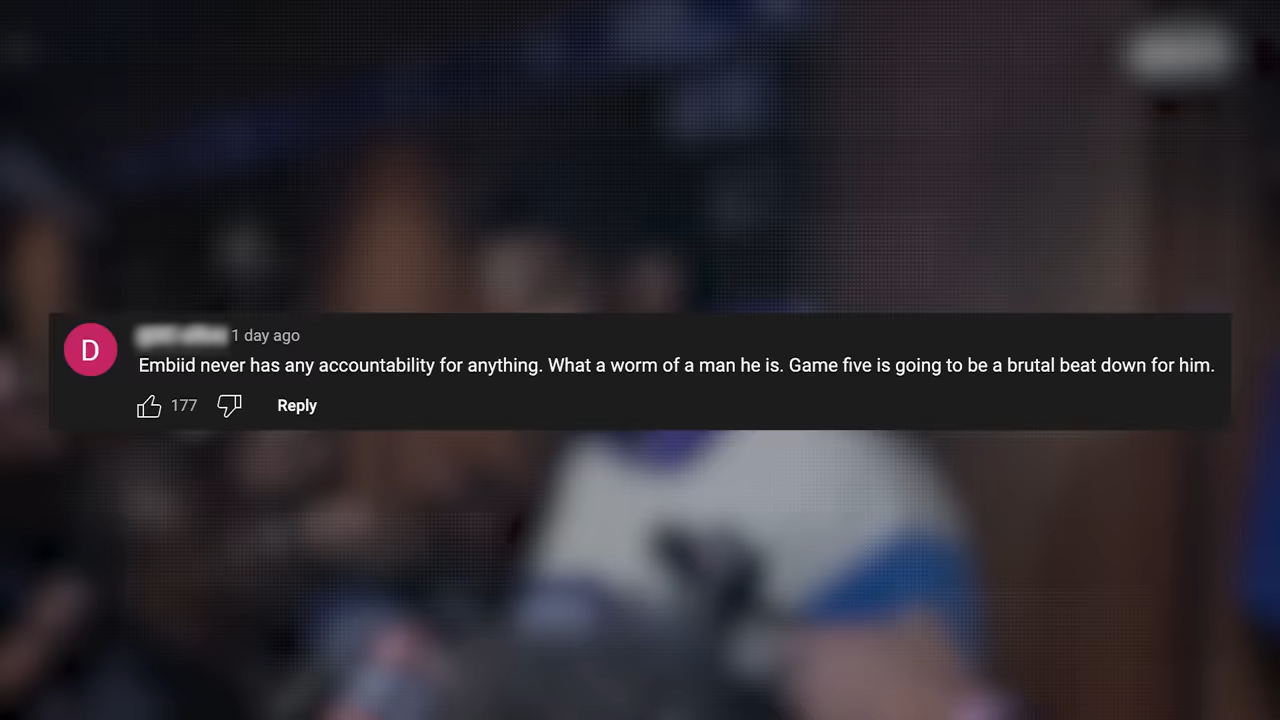 D
1 day ago
Embiid never has any accountability for anything. What a worm of a man he is. Game five is going to be a brutal beat down for him.
177
Reply